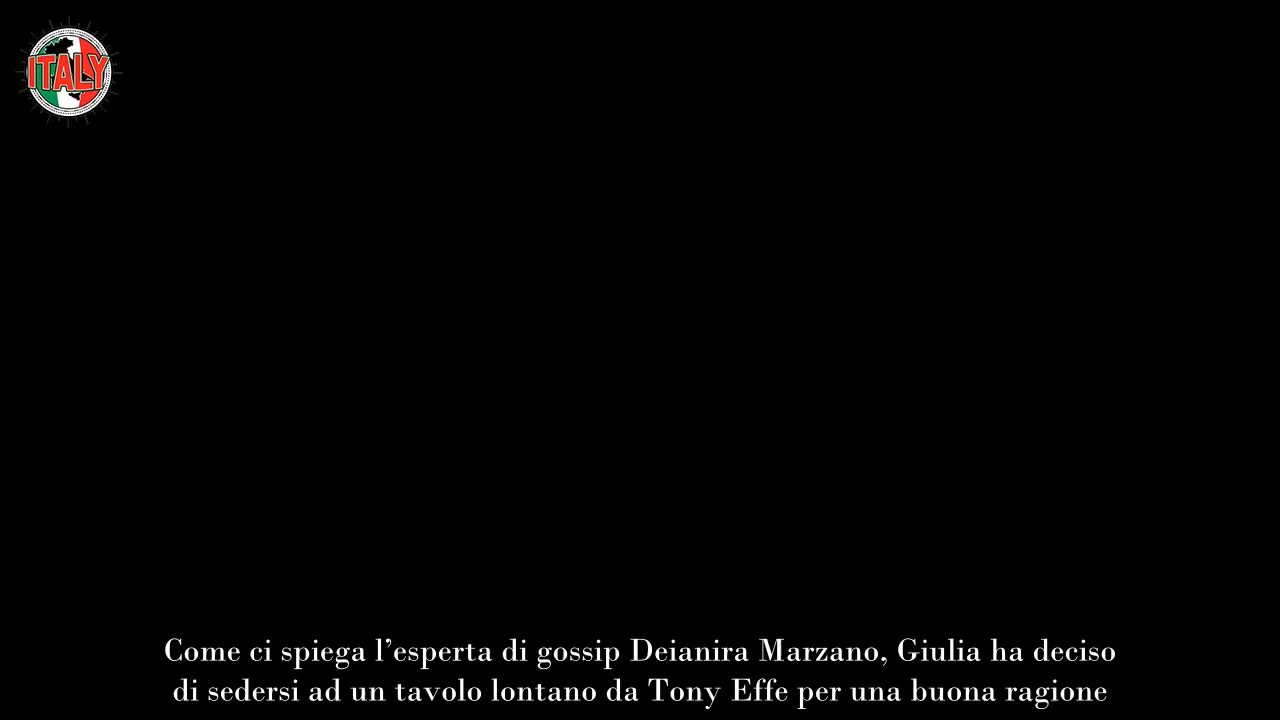 ITALY
Come ci spiega l’esperta di gossip Deianira Marzano, Giulia ha deciso
di sedersi ad un tavolo lontano da Tony Effe per una buona ragione